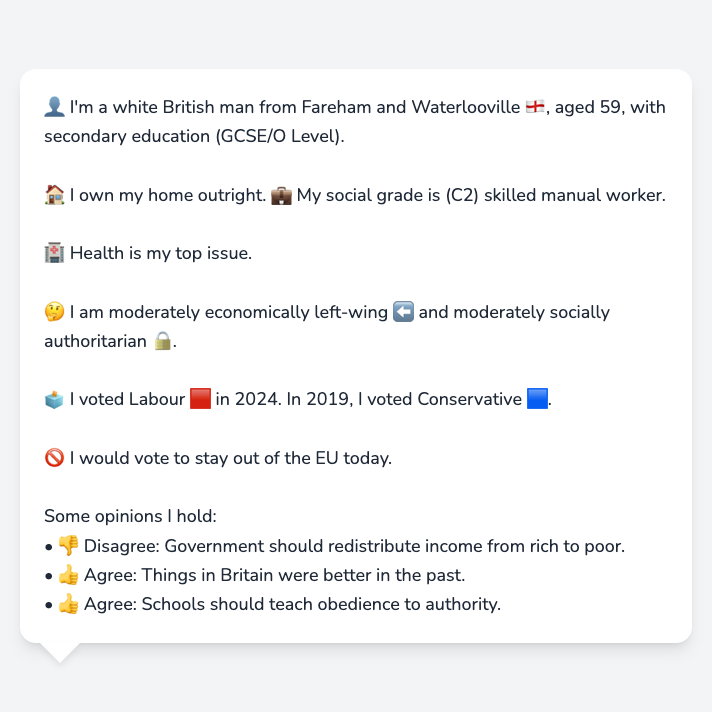 👤 I'm a white British man from Fareham and Waterlooville 🏴󠁧󠁢󠁥󠁮󠁧󠁿, aged 59, with
secondary education (GCSE/O Level).
🏠 I own my home outright. 💼 My social grade is (C2) skilled manual worker.
🏥 Health is my top issue.
🤔 I am moderately economically left-wing ⬅️ and moderately socially
authoritarian 🔒.
🗳️ I voted Labour 🟥 in 2024. In 2019, I voted Conservative 🟦.
🚫 I would vote to stay out of the EU today.
Some opinions I hold:
• 👎 Disagree: Government should redistribute income from rich to poor.
• 👍 Agree: Things in Britain were better in the past.
• 👍 Agree: Schools should teach obedience to authority.